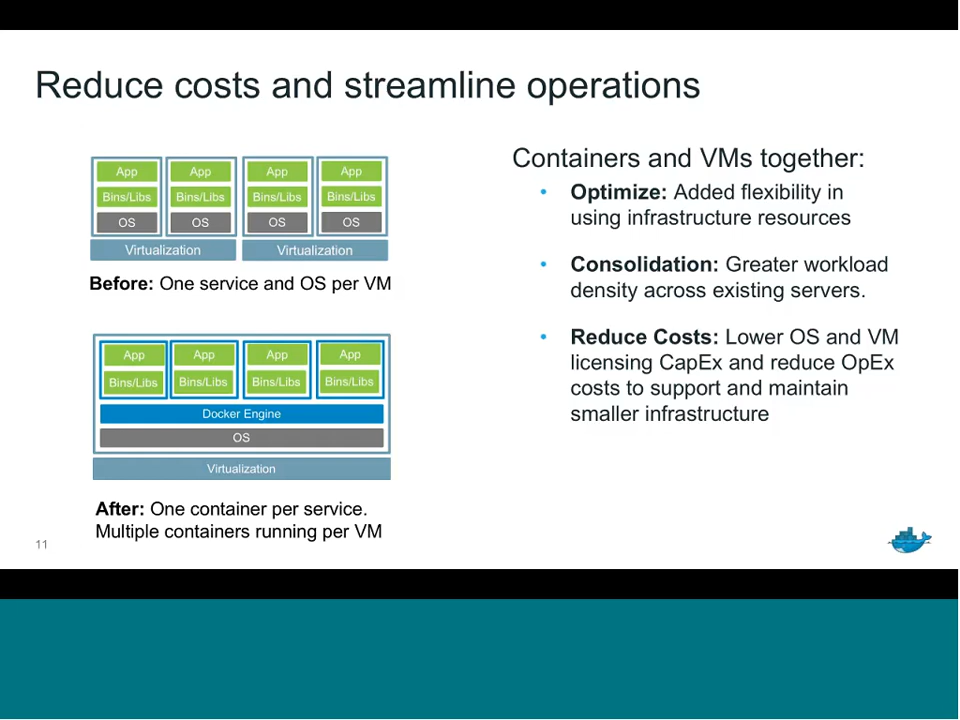 Reduce costs and streamline operations
App App App App
Bins/Libs Bins/Libs Bins/Libs Bins/Libs
OS OS OS OS
Virtualization Virtualization
Before: One service and OS per VM
App App App App
Bins/Libs Bins/Libs Bins/Libs Bins/Libs
Docker Engine
OS
Virtualization
After: One container per service.
Multiple containers running per VM
Containers and VMs together:
• Optimize: Added flexibility in
using infrastructure resources
• Consolidation: Greater workload
density across existing servers.
• Reduce Costs: Lower OS and VM
licensing CapEx and reduce OpEx
costs to support and maintain
smaller infrastructure
11